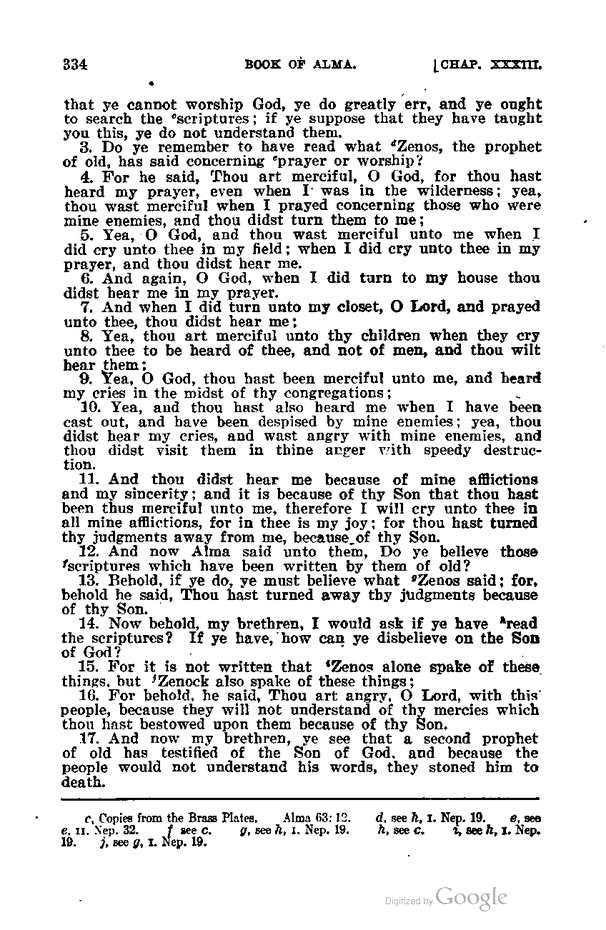 334 BOOK OF ALMA. [CHAP. XXXIII.
that ye cannot worship God, ye do greatly err, and ye ought
to search the cscriptures; if ye suppose that they have taught
you this, ye do not understand them.
3. Do ye remember to have read what dZenos, the prophet
of old, has said concerning eprayer or worship?
4. For he said, Thou art merciful, O God, for thou hast
heard my prayer, even when I was in the wilderness; yea,
thou wast merciful when I prayed concerning those who were
mine enemies, and thou didst turn them to me;
5. Yea, O God, and thou wast merciful unto me when I
did cry unto thee in my field; when I did cry unto thee in my
prayer, and thou didst hear me.
6. And again, O God, when I did turn to my house thou
didst hear me in my prayer.
7. And when I did turn unto my closet, O Lord, and prayed
unto thee, thou didst hear me;
8. Yea, thou art merciful unto thy children when they cry
unto thee to be heard of thee, and not of men, and thou wilt
hear them;
9. Yea, O God, thou hast been merciful unto me, and heard
my cries in the midst of thy congregations;
10. Yea, and thou hast also heard me when I have been
cast out, and have been despised by mine enemies; yea, thou
didst hear my cries, and wast angry with mine enemies, and
thou didst visit them in thine anger with speedy destruc-
tion.
11. And thou didst hear me because of mine afflictions
and my sincerity; and it is because of thy Son that thou hast
been thus merciful unto me, therefore I will cry unto thee in
all mine afflictions, for in thee is my joy; for thou hast turned
thy judgments away from me, because of thy Son.
12. And now Alma said unto them, Do ye believe those
fscriptures which have been written by them of old?
13. Behold, if ye do, ye must believe what gZenos said; for,
behold he said, Thou hast turned away thy judgments because
of thy Son.
14. Now behold, my brethren, I would ask if ye have hread
the scriptures? If ye have, how can ye disbelieve on the Son
of God?
15. For it is not written that iZenos alone spake of these
things, but jZenock also spake of these things;
16. For behold, he said, Thou art angry, O Lord, with this
people, because they will not understand of thy mercies which
thou hast bestowed upon them because of thy Son.
17. And now my brethren, ye see that a second prophet
of old has testified of the Son of God, and because the
people would not understand his words, they stoned him to
death.
c, Copies from the Brass Plates. Alma 63: 12. d, see h, I. Nep. 19. e, see
e, II. Nep. 32. f see c. g, see h, I. Nep. 19. h, see c. i, see h, I. Nep.
19. j, see g, I. Nep. 19.
Digitized by Google